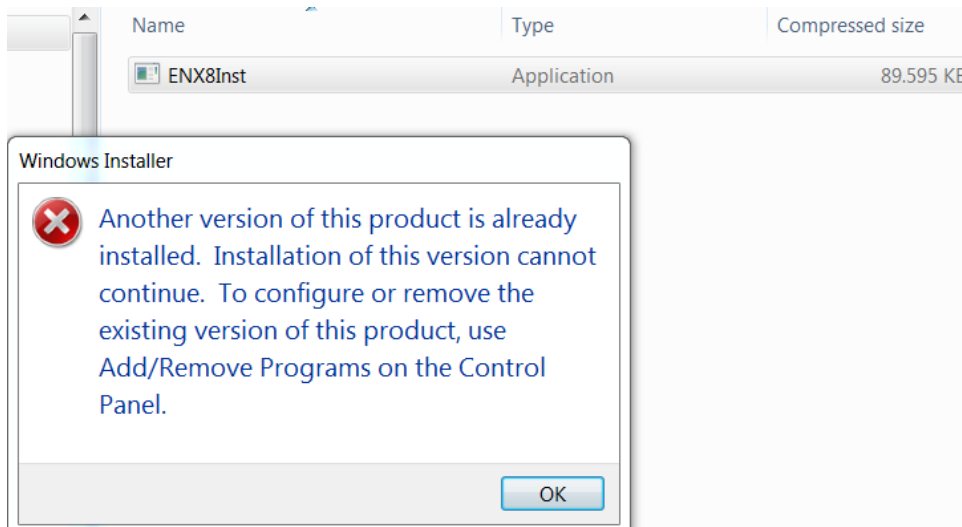 Name Type Compressed size
ENX8Inst Application 89.595 KE
Windows Installer
Another version of this product is already
installed. Installation of this version cannot
continue. To configure or remove the
existing version of this product, use
Add/Remove Programs on the Control
Panel.
OK